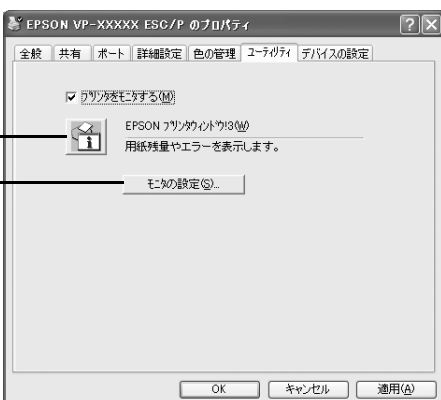 EPSON VP-XXXXX ESC/P のプロパティ
全般 共有 ポート 詳細設定 色の管理 ユーティリティ デバイスの設定
プリンタをモニタする(M)
EPSON プリンタウィンドウ!3(W)
用紙残量やエラーを表示します。
モニタの設定(S)...
OK キャンセル 適用(A)